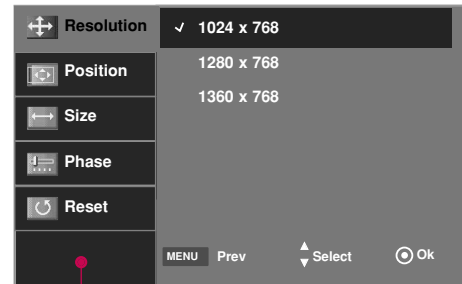 Resolution
✓ 1024 x 768
1280 x 768
1360 x 768
Position
Size
Phase
Reset
MENU Prev Select Ok